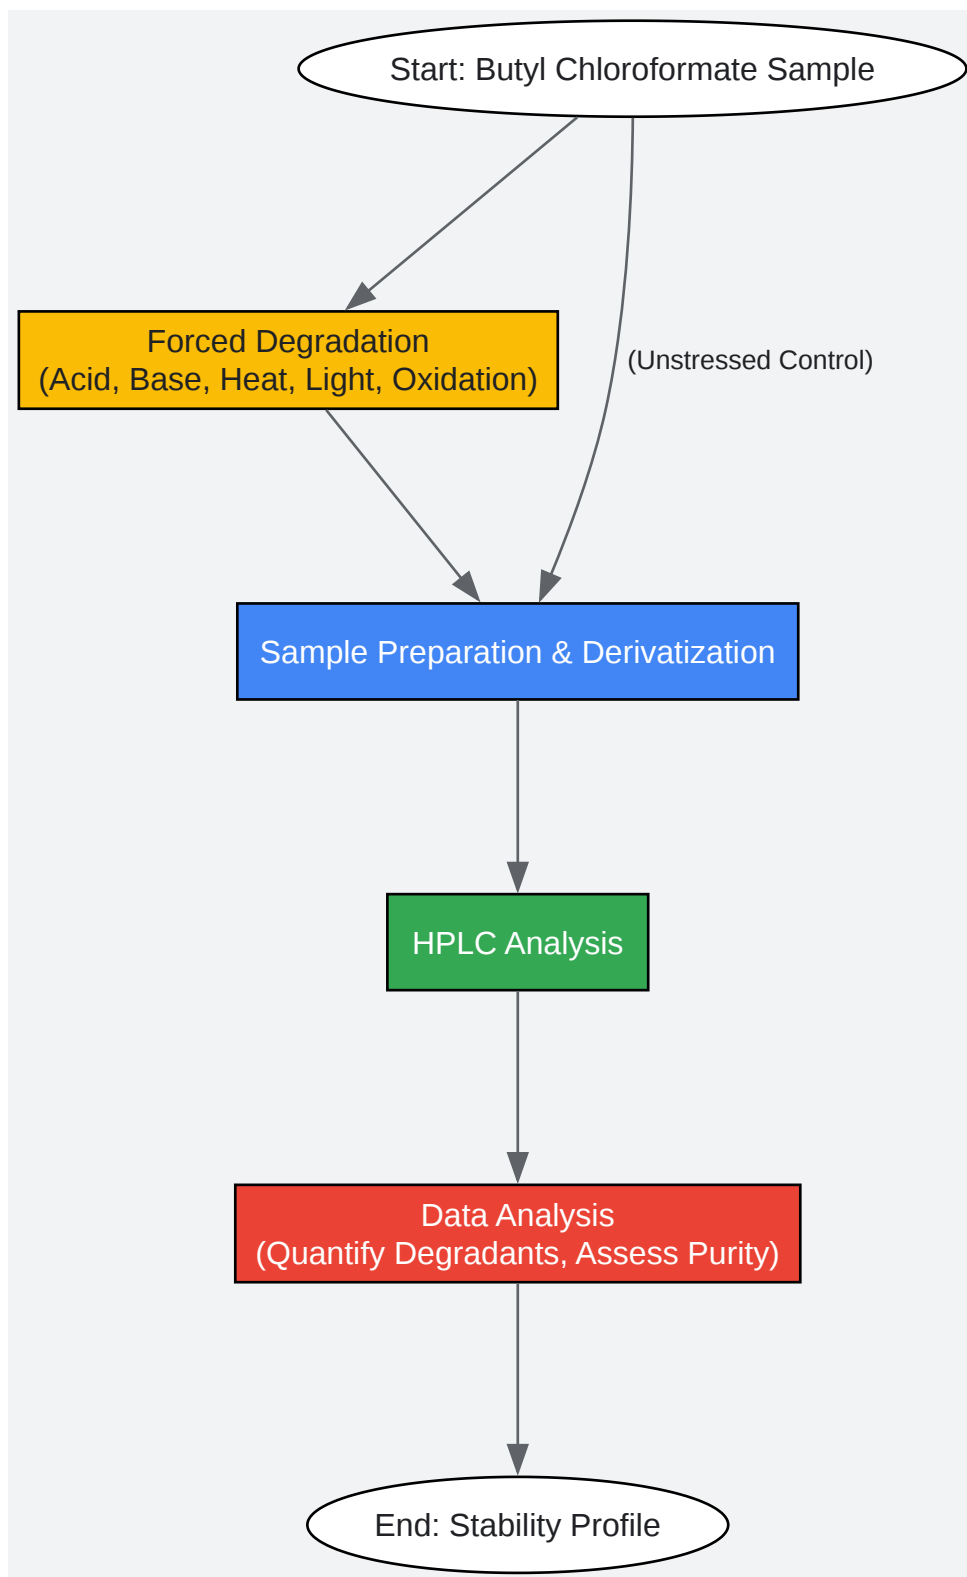 Start: Butyl Chloroformate Sample
Forced Degradation
(Acid, Base, Heat, Light, Oxidation)
(Unstressed Control)
Sample Preparation & Derivatization
HPLC Analysis
Data Analysis
(Quantify Degradants, Assess Purity)
End: Stability Profile